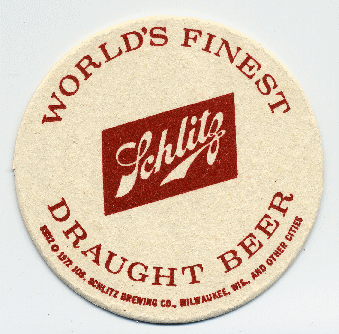 WORLD'S FINEST
Schlitz
DRAUGHT BEER
© 1972 JOS. SCHLITZ BREWING CO., MILWAUKEE, WIS., AND OTHER CITIES